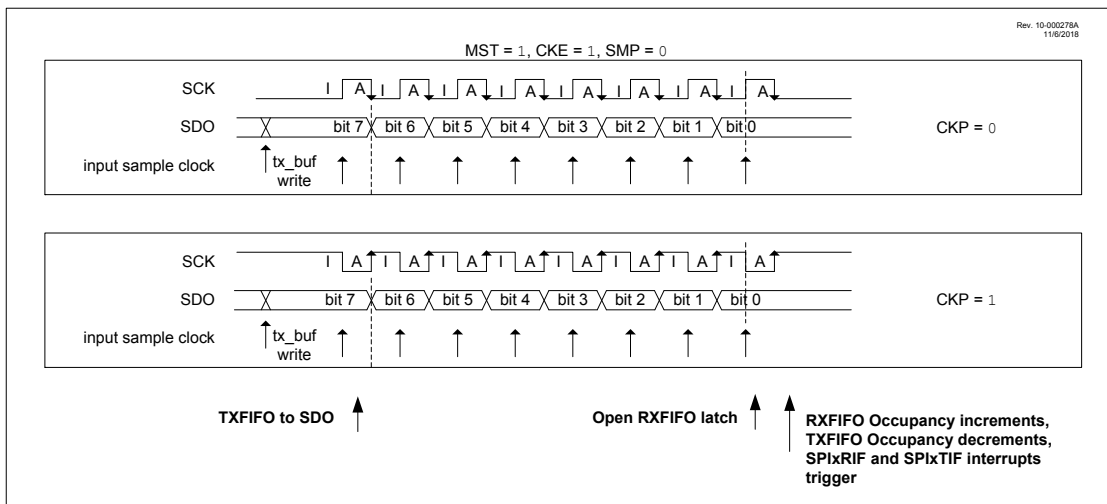 Rev. 10-000278A
11/6/2018
MST = 1, CKE = 1, SMP = 0
SCK I A I A I A I A I A I A I A I A
SDO bit 7 bit 6 bit 5 bit 4 bit 3 bit 2 bit 1 bit 0
CKP = 0
input sample clock tx_buf
write
SCK I A I A I A I A I A I A I A I A
SDO bit 7 bit 6 bit 5 bit 4 bit 3 bit 2 bit 1 bit 0
CKP = 1
input sample clock tx_buf
write
TXFIFO to SDO
Open RXFIFO latch
RXFIFO Occupancy increments,
TXFIFO Occupancy decrements,
SPIxRIF and SPIxTIF interrupts
trigger